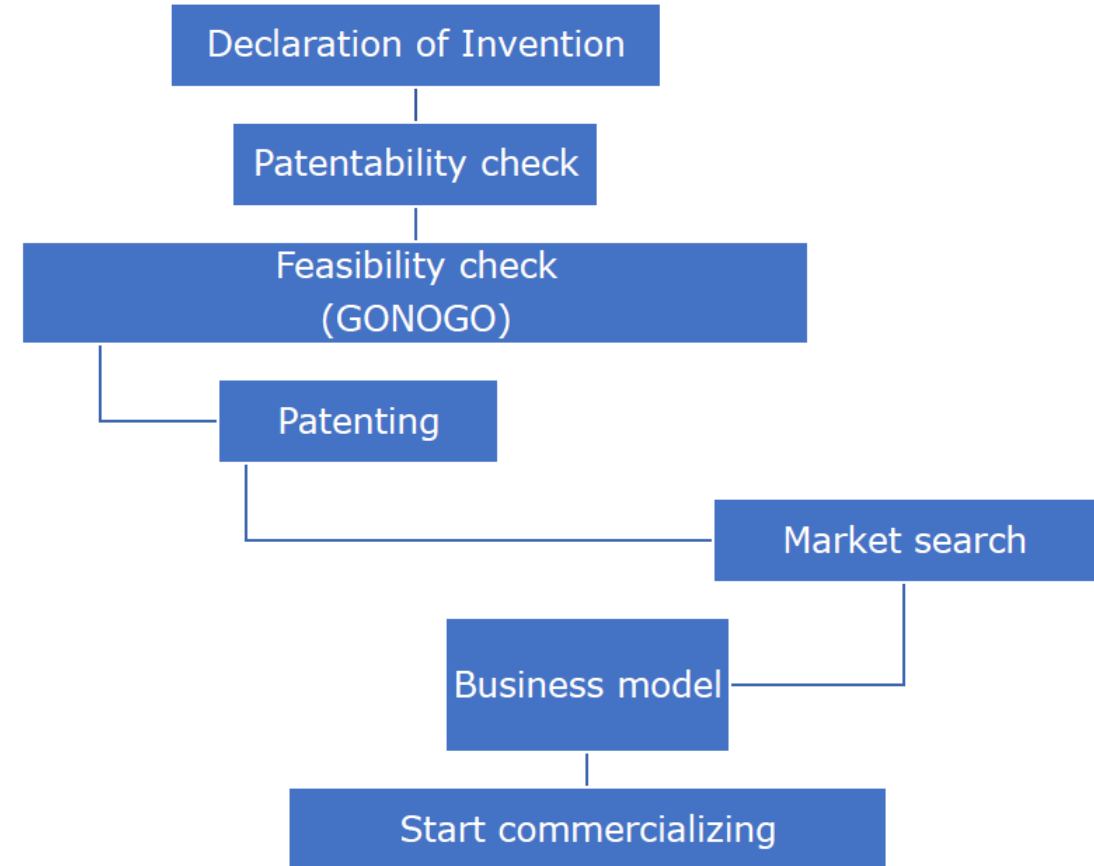 Declaration of Invention
Patentability check
Feasibility check
(GONOGO)
Patenting
Market search
Business model
Start commercializing